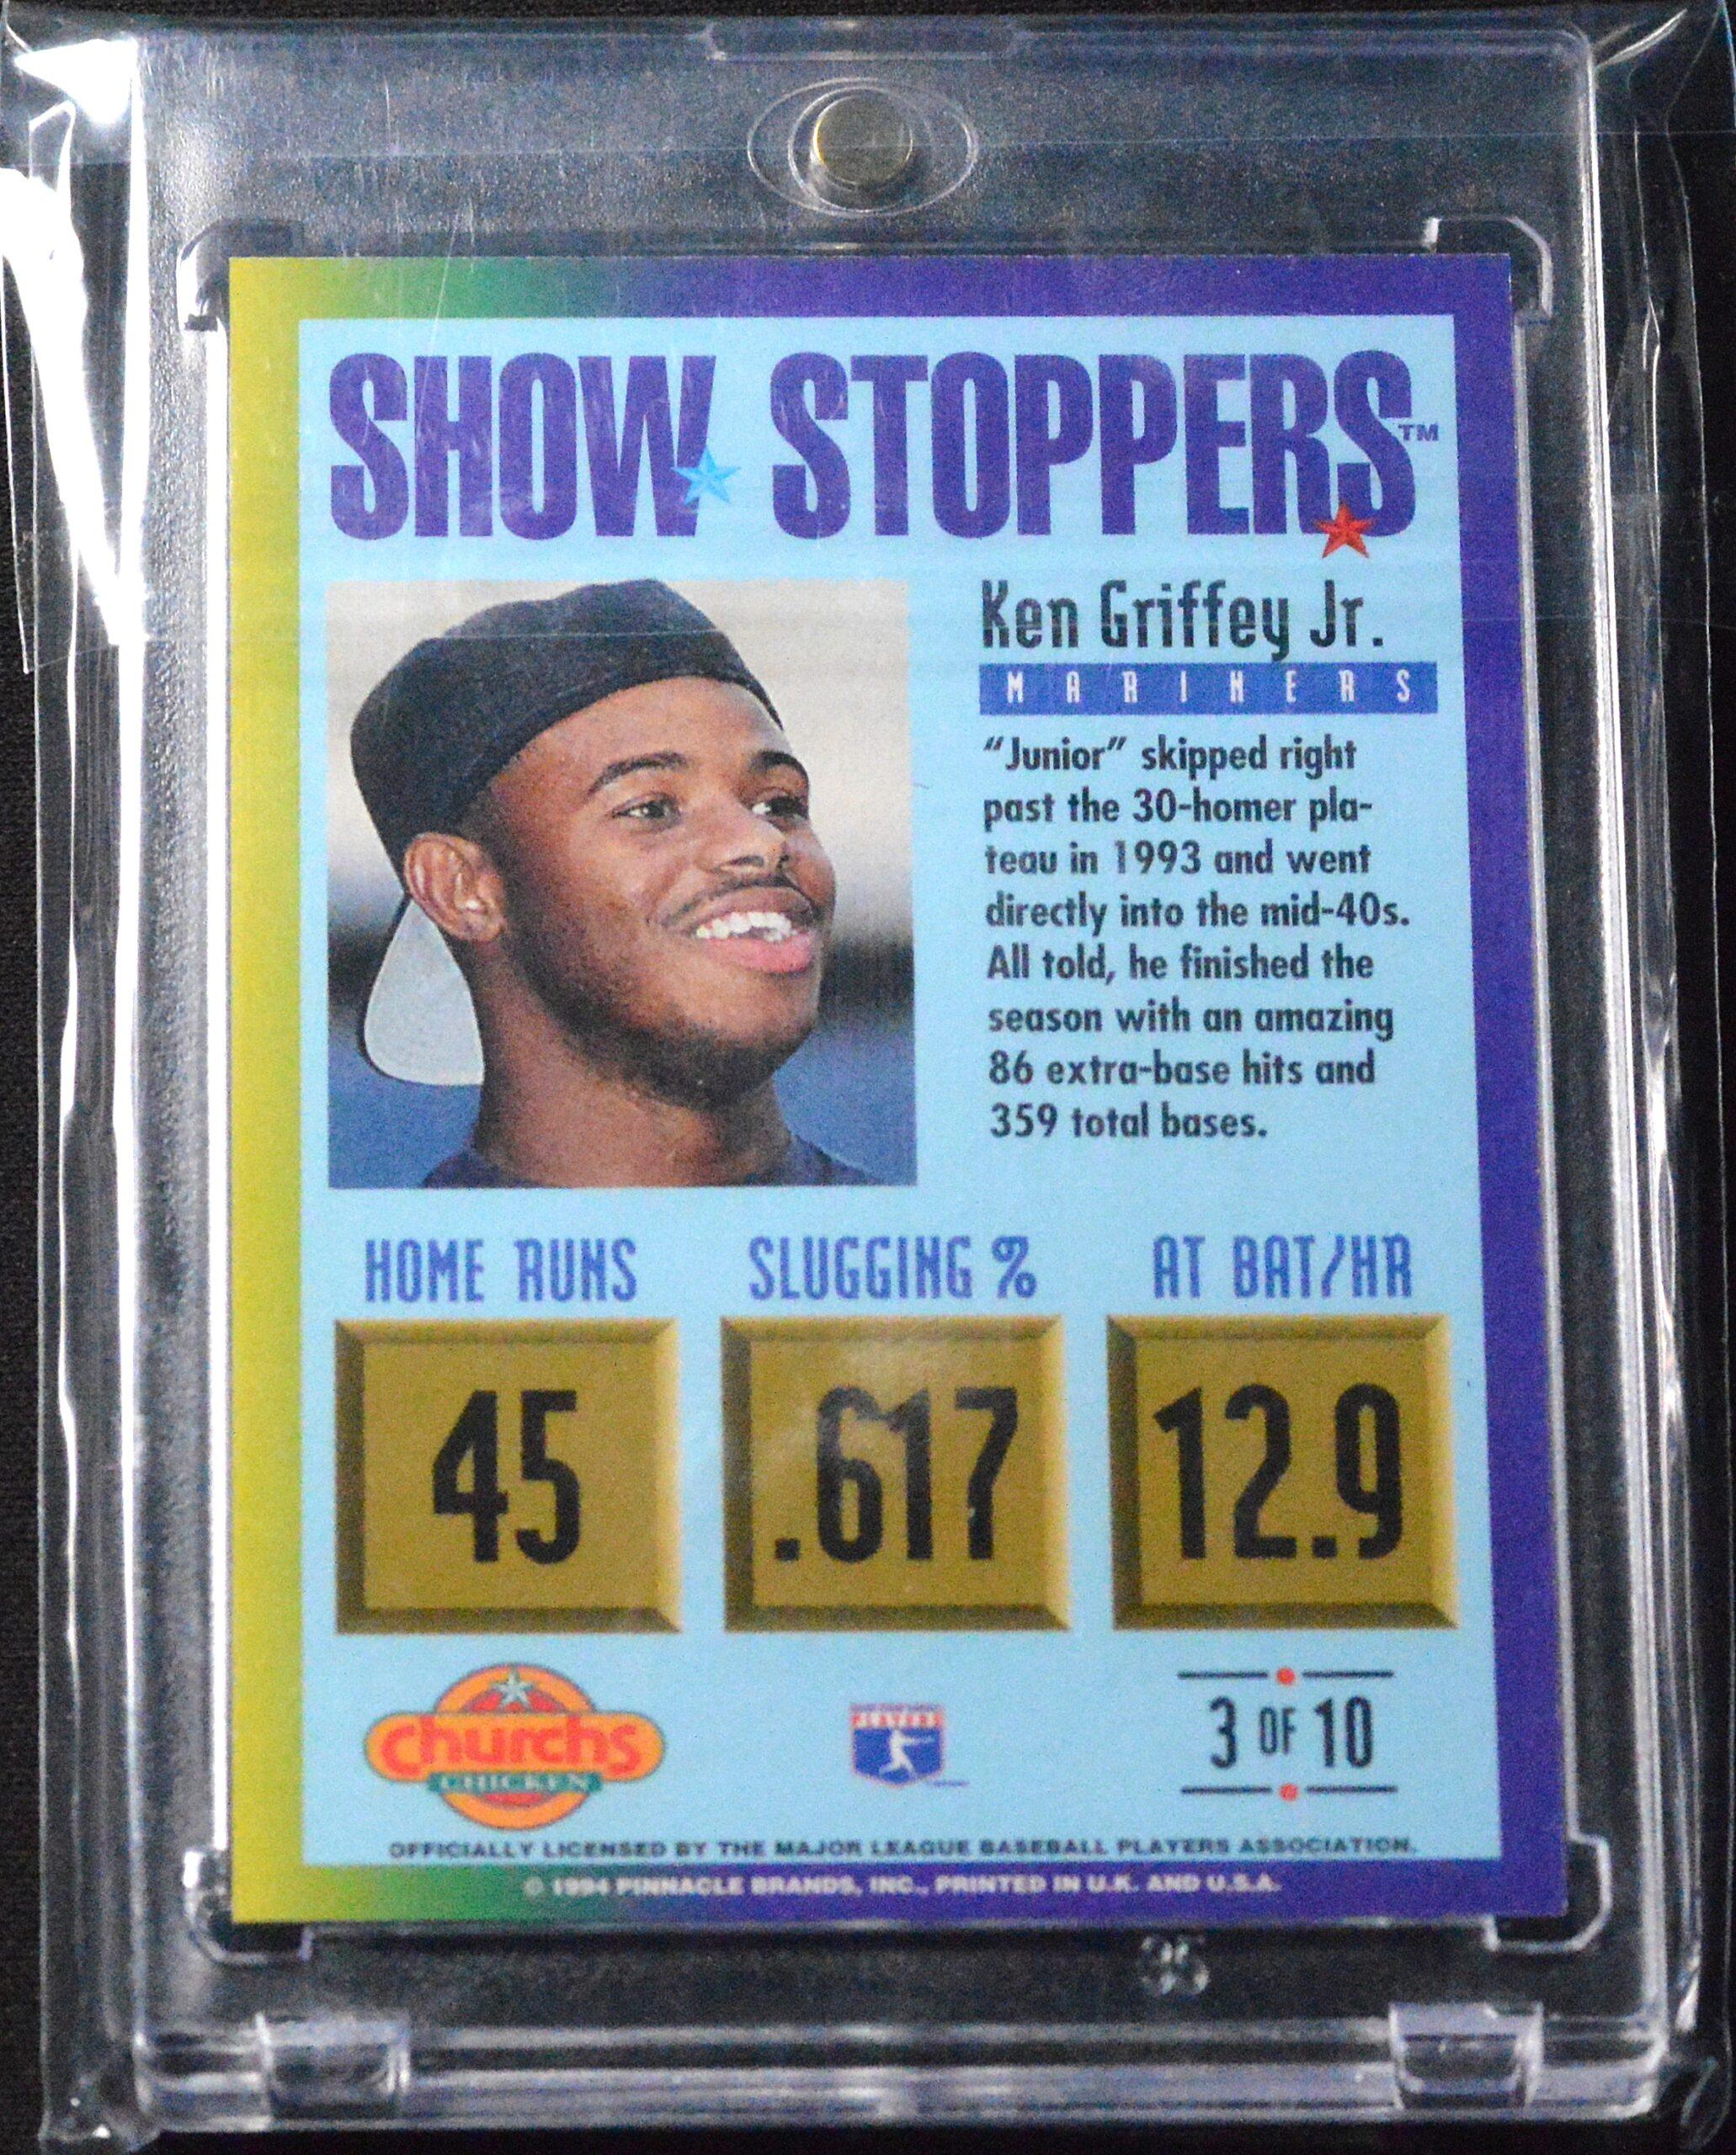 SHOW STOPPERS™
Ken Griffey Jr.
MARINERS
“Junior” skipped right
past the 30-homer pla-
teau in 1993 and went
directly into the mid-40s.
All told, he finished the
season with an amazing
86 extra-base hits and
359 total bases.
HOME RUNS
SLUGGING %
AT BAT/HR
45
.617
12.9
Churchs
CHICKEN
PLAYERS
3 OF 10
OFFICIALLY LICENSED BY THE MAJOR LEAGUE BASEBALL PLAYERS ASSOCIATION.
© 1994 PINNACLE BRANDS, INC., PRINTED IN U.K. AND U.S.A.